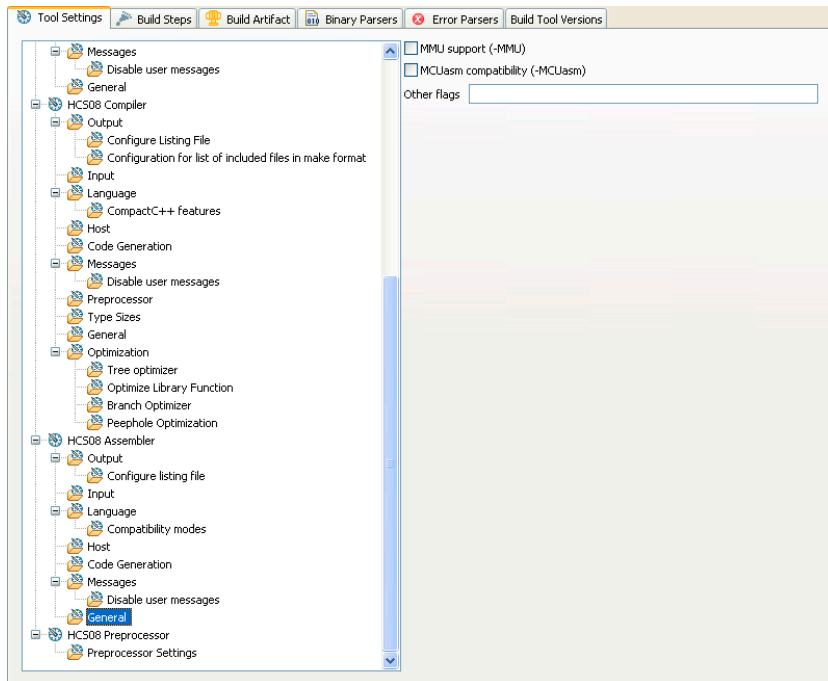 Tool Settings Build Steps Build Artifact Binary Parsers Error Parsers Build Tool Versions
Messages
Disable user messages
General
HCS08 Compiler
Output
Configure Listing File
Configuration for list of included files in make format
Input
Language
CompactC++ features
Host
Code Generation
Messages
Disable user messages
Preprocessor
Type Sizes
General
Optimization
Tree optimizer
Optimize Library Function
Branch Optimizer
Peephole Optimization
HCS08 Assembler
Output
Configure listing file
Input
Language
Compatibility modes
Host
Code Generation
Messages
Disable user messages
General
HCS08 Preprocessor
Preprocessor Settings
MMU support (-MMU)
MCUasm compatibility (-MCUasm)
Other flags